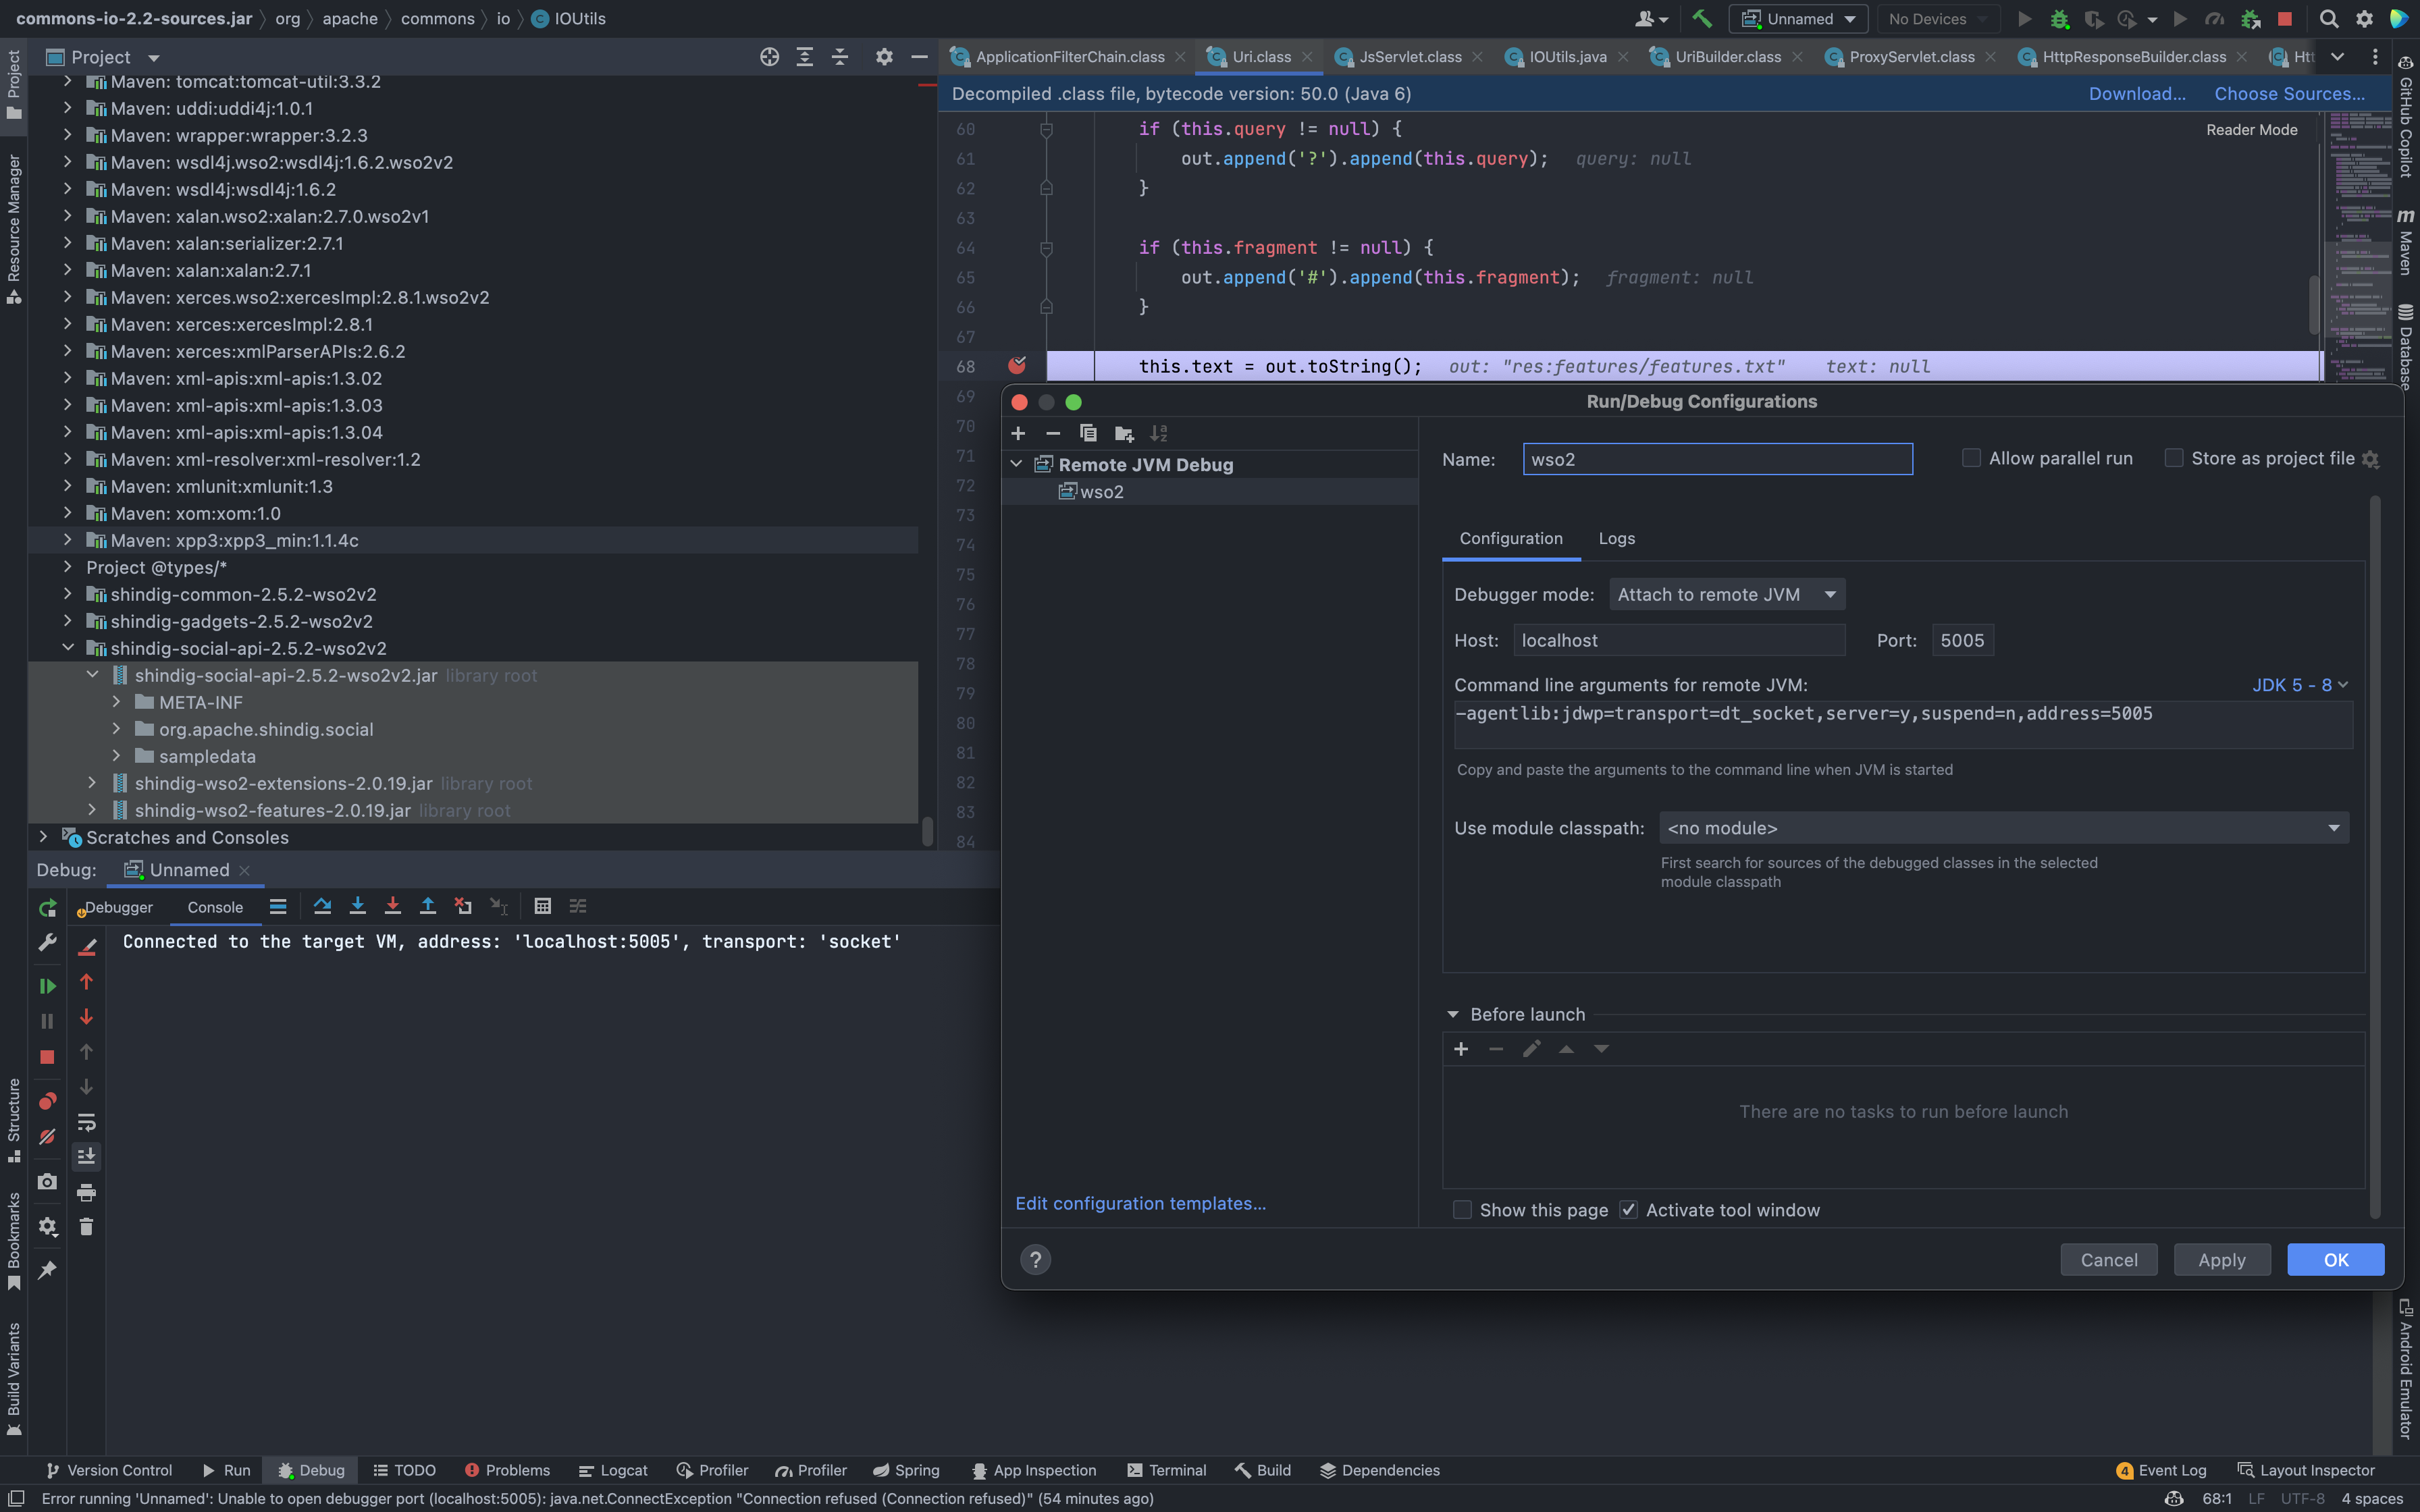 commons-io-2.2-sources.jar org apache commons io IOUtils
Unnamed No Devices
Project
ApplicationFilterChain.class Uri.class JsServlet.class IOUtils.java UriBuilder.class ProxyServlet.class HttpResponseBuilder.class Htt
Decompiled .class file, bytecode version: 50.0 (Java 6) Download... Choose Sources...
Reader Mode
Project
Resource Manager
Structure
Bookmarks
Build Variants
Maven: tomcat:tomcat-util:3.3.2
Maven: uddi:uddi4j:1.0.1
Maven: wrapper:wrapper:3.2.3
Maven: wsdl4j.wso2:wsdl4j:1.6.2.wso2v2
Maven: wsdl4j:wsdl4j:1.6.2
Maven: xalan.wso2:xalan:2.7.0.wso2v1
Maven: xalan:serializer:2.7.1
Maven: xalan:xalan:2.7.1
Maven: xerces.wso2:xercesImpl:2.8.1.wso2v2
Maven: xerces:xercesImpl:2.8.1
Maven: xerces:xmlParserAPIs:2.6.2
Maven: xml-apis:xml-apis:1.3.02
Maven: xml-apis:xml-apis:1.3.03
Maven: xml-apis:xml-apis:1.3.04
Maven: xml-resolver:xml-resolver:1.2
Maven: xmlunit:xmlunit:1.3
Maven: xom:xom:1.0
Maven: xpp3:xpp3_min:1.1.4c
Project @types/*
shindig-common-2.5.2-wso2v2
shindig-gadgets-2.5.2-wso2v2
shindig-social-api-2.5.2-wso2v2
shindig-social-api-2.5.2-wso2v2.jar library root
META-INF
org.apache.shindig.social
sampledata
shindig-wso2-extensions-2.0.19.jar library root
shindig-wso2-features-2.0.19.jar library root
Scratches and Consoles
60 if (this.query != null) {
61 out.append('?').append(this.query); query: null
62 }
63
64 if (this.fragment != null) {
65 out.append('#').append(this.fragment); fragment: null
66 }
67
68 this.text = out.toString(); out: "res:features/features.txt" text: null
69
70
71
72
73
74
75
76
77
78
79
80
81
82
83
84
GitHub Copilot
m Maven
Database
Android Emulator
Run/Debug Configurations
Remote JVM Debug
wso2
Edit configuration templates...
Name: wso2 Allow parallel run Store as project file
Configuration Logs
Debugger mode: Attach to remote JVM
Host: localhost Port: 5005
Command line arguments for remote JVM: JDK 5 - 8
-agentlib:jdwp=transport=dt_socket,server=y,suspend=n,address=5005
Copy and paste the arguments to the command line when JVM is started
Use module classpath: <no module>
First search for sources of the debugged classes in the selected
module classpath
Before launch
There are no tasks to run before launch
Show this page Activate tool window
? Cancel Apply OK
Debug: Unnamed
Debugger Console
Connected to the target VM, address: 'localhost:5005', transport: 'socket'
Version Control Run Debug TODO Problems Logcat Profiler Profiler Spring App Inspection Terminal Build Dependencies 4 Event Log Layout Inspector
Error running 'Unnamed': Unable to open debugger port (localhost:5005): java.net.ConnectException "Connection refused (Connection refused)" (54 minutes ago) 68:1 LF UTF-8 4 spaces